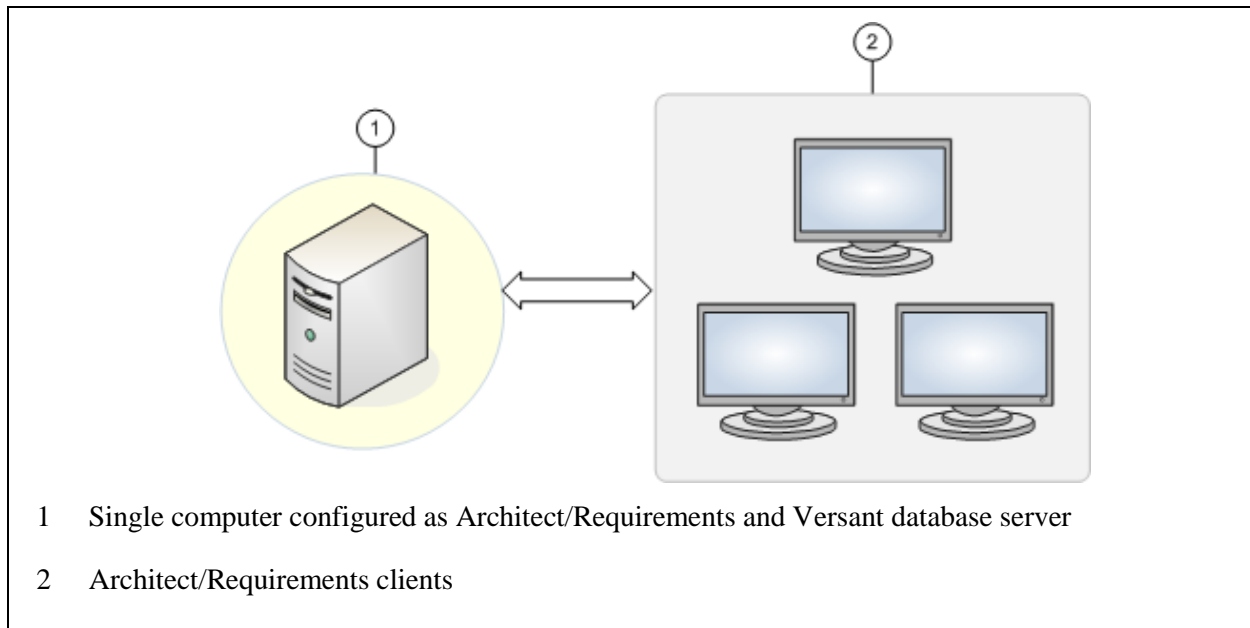 2
1
1 Single computer configured as Architect/Requirements and Versant database server
2 Architect/Requirements clients